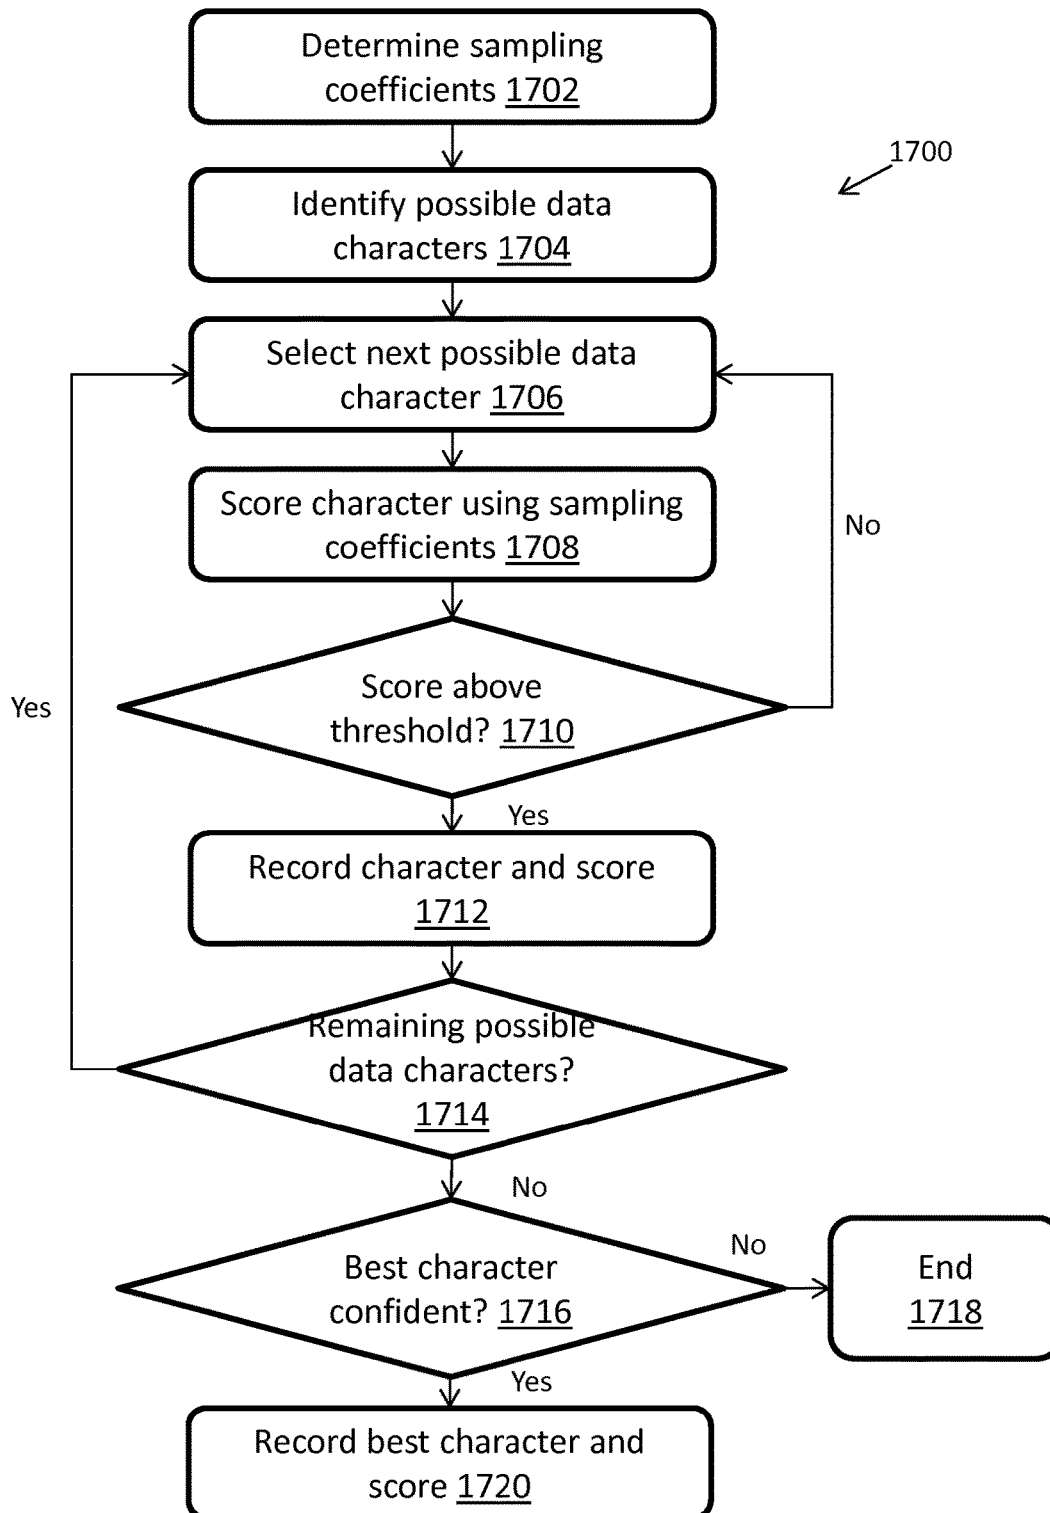 Determine sampling
coefficients 1702
1700
Identify possible data
characters 1704
Select next possible data
character 1706
Score character using sampling
coefficients 1708
No
Score above
threshold? 1710
Yes
Yes
Record character and score
1712
Remaining possible
data characters?
1714
No
Best character
confident? 1716
No
End
1718
Yes
Record best character and
score 1720